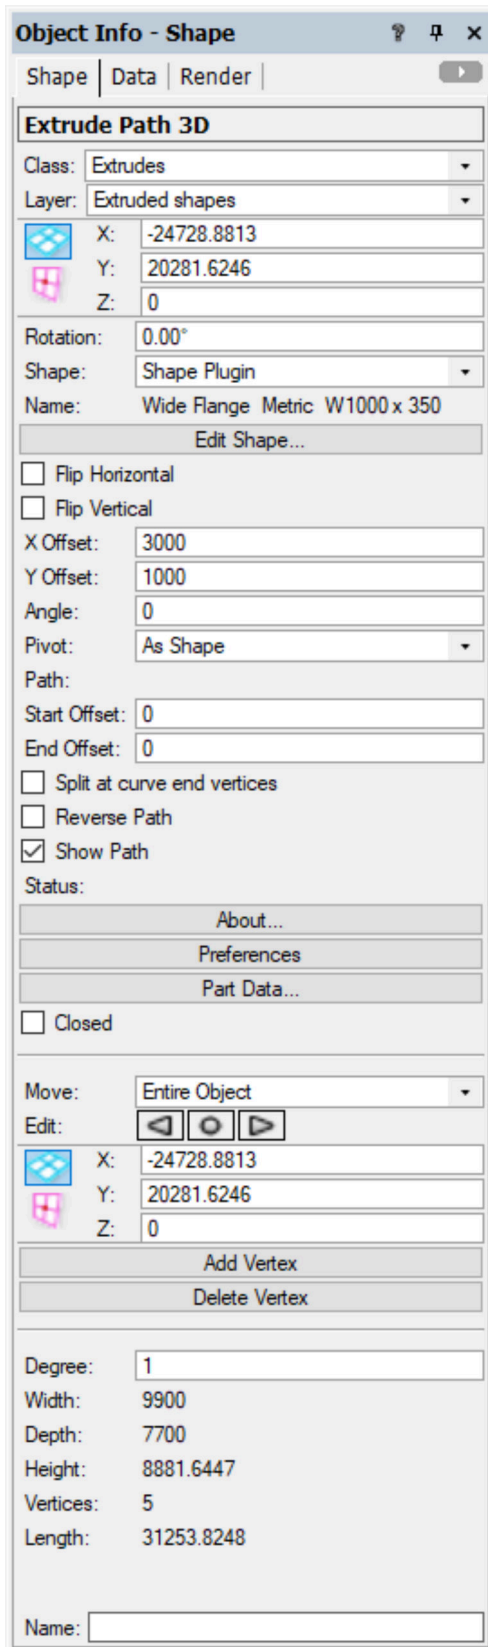 Object Info - Shape
Shape Data Render
Extrude Path 3D
Class: Extrudes
Layer: Extruded shapes
X: -24728.8813
Y: 20281.6246
Z: 0
Rotation: 0.00°
Shape: Shape Plugin
Name: Wide Flange Metric W1000 x 350
Edit Shape...
Flip Horizontal
Flip Vertical
X Offset: 3000
Y Offset: 1000
Angle: 0
Pivot: As Shape
Path:
Start Offset: 0
End Offset: 0
Split at curve end vertices
Reverse Path
Show Path
Status:
About...
Preferences
Part Data...
Closed
Move: Entire Object
Edit:
X: -24728.8813
Y: 20281.6246
Z: 0
Add Vertex
Delete Vertex
Degree: 1
Width: 9900
Depth: 7700
Height: 8881.6447
Vertices: 5
Length: 31253.8248
Name: